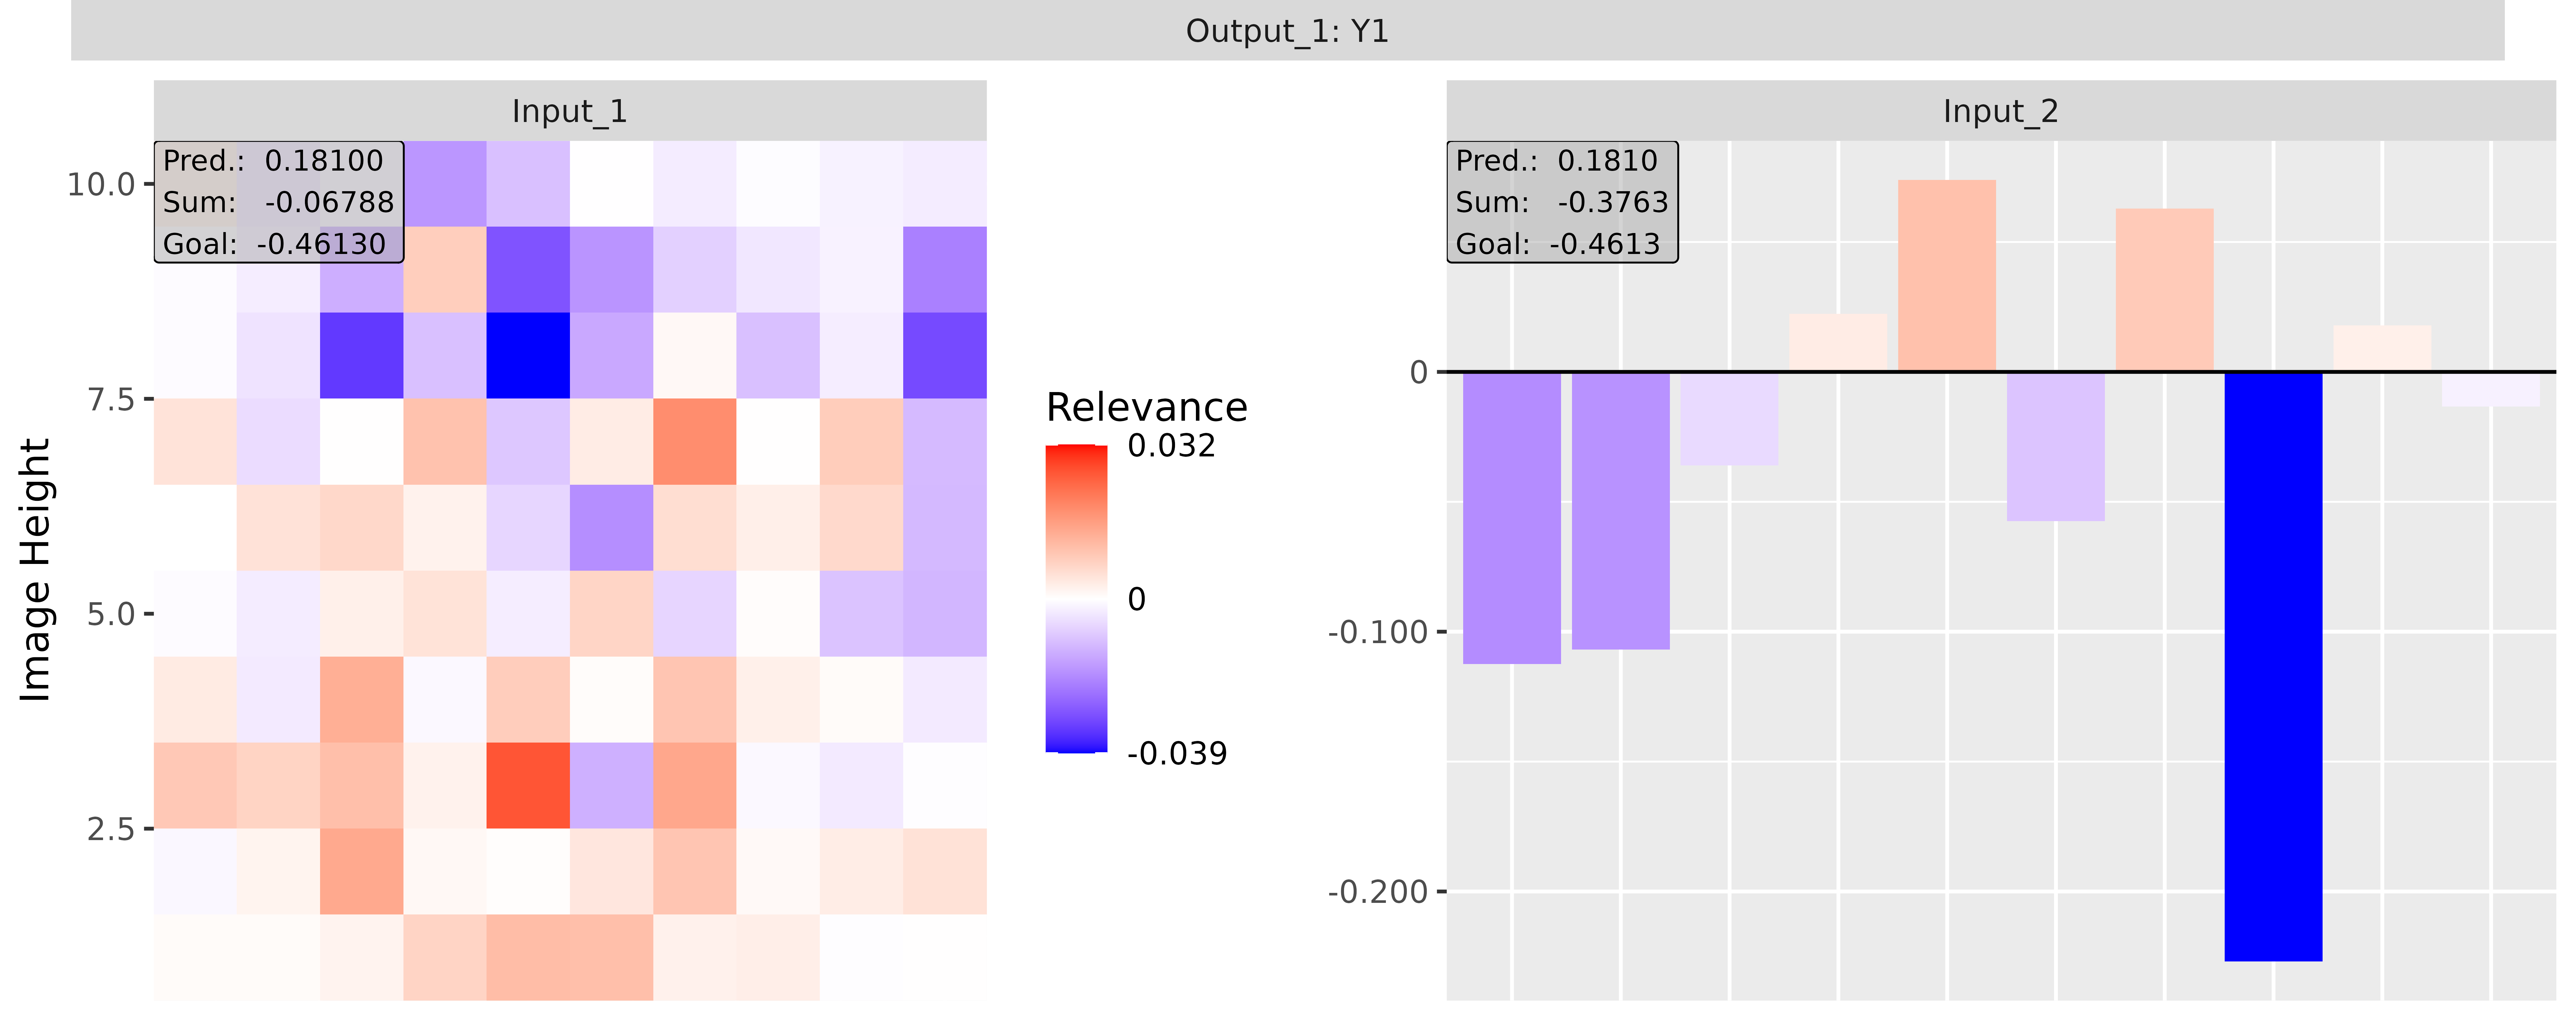 Output_1: Y1
Input_1
Pred.: 0.18100
Sum: -0.06788
Goal: -0.46130
10.0
7.5
5.0
2.5
Image Height
Relevance
0.032
0
-0.039
Input_2
Pred.: 0.1810
Sum: -0.3763
Goal: -0.4613
0
-0.100
-0.200